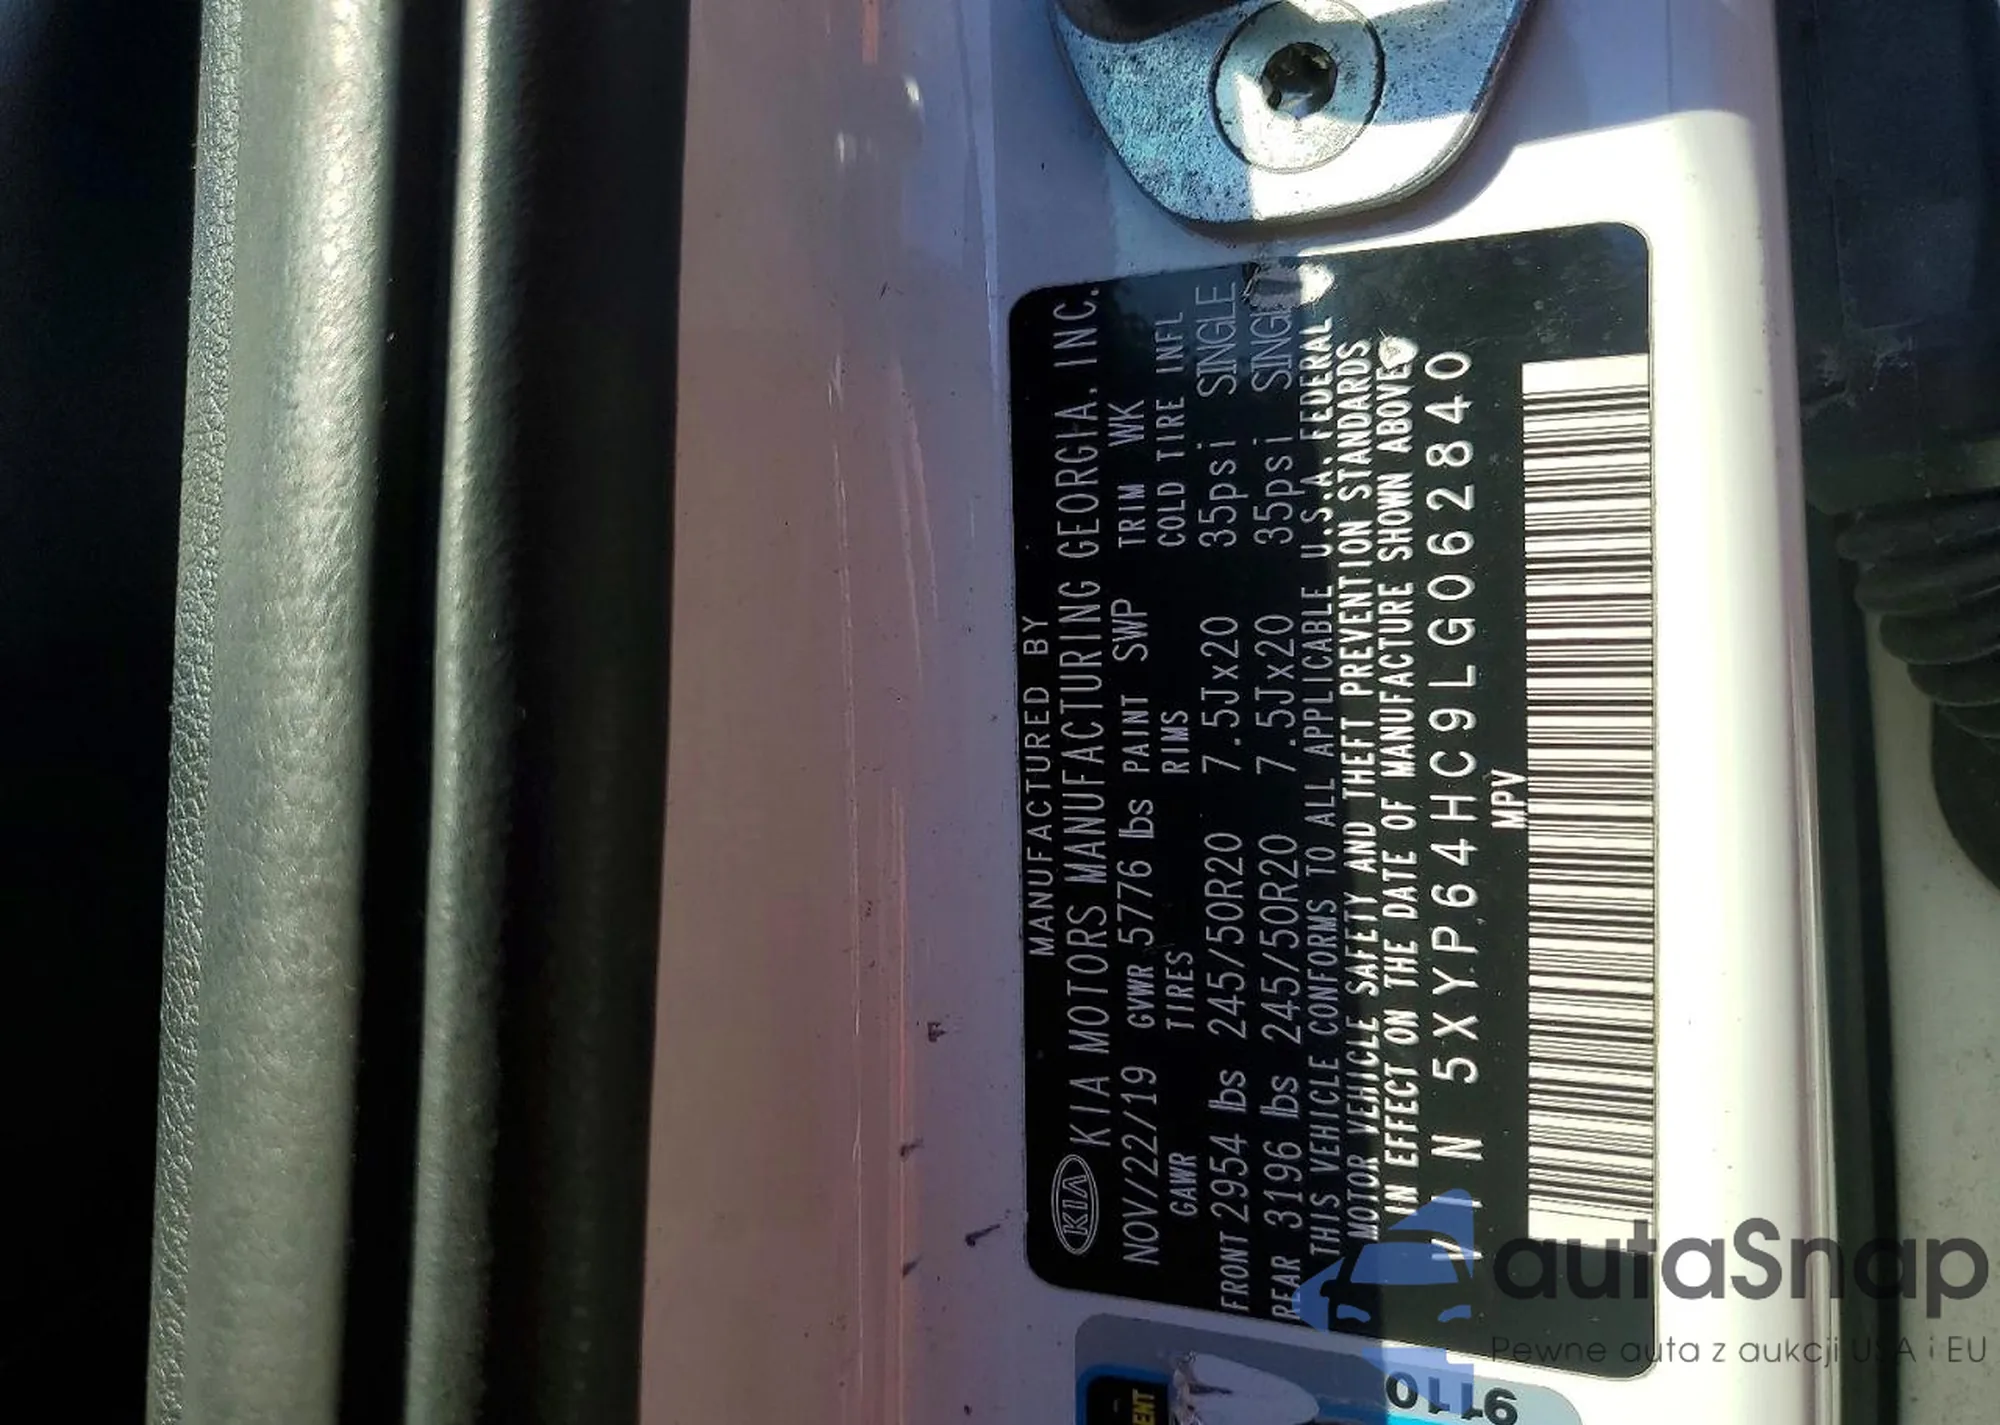 MANUFACTURED BY
KIA KIA MOTORS MANUFACTURING GEORGIA, INC.
NOV/22/19 GVWR 5776 lbs PAINT SWP TRIM WK
GAWR TIRES RIMS COLD TIRE INFL
FRONT 2954 lbs 245/50R20 7.5Jx20 35psi SINGLE
REAR 3196 lbs 245/50R20 7.5Jx20 35psi
THIS VEHICLE CONFORMS TO ALL APPLICABLE U.S.A. FEDERAL
MOTOR VEHICLE SAFETY AND THEFT PREVENTION STANDARDS
IN EFFECT ON THE DATE OF MANUFACTURE SHOWN ABOVE
VIN 5XYP64HC9LG062840
MPV
autaSnap
Pewne auta z aukcji USA i EU